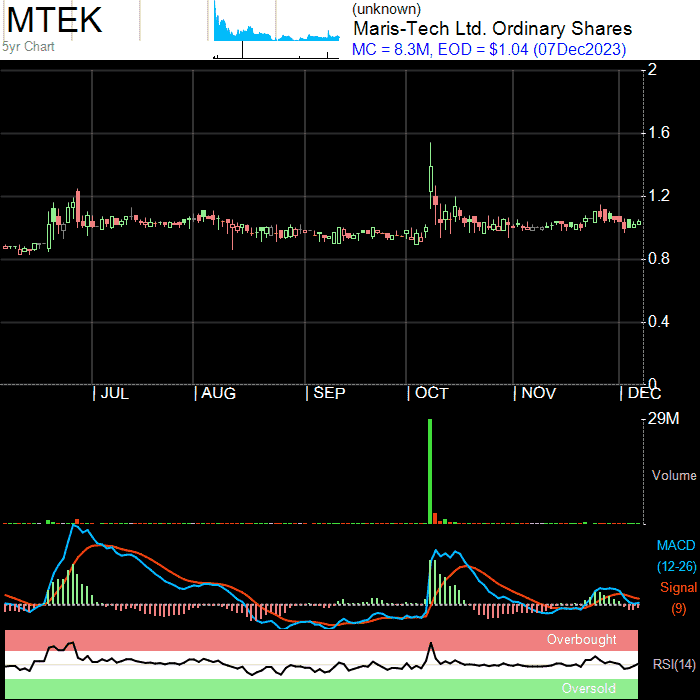 MTEK
5yr Chart
(unknown)
Maris-Tech Ltd. Ordinary Shares
MC = 8.3M, EOD = $1.04 (07Dec2023)
2
1.6
1.2
0.8
0.4
0
JUL AUG SEP OCT NOV DEC
29M
Volume
MACD
(12-26)
Signal
(9)
Overbought
RSI(14)
Oversold